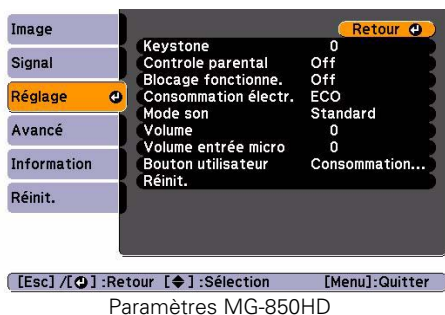 Image
Signal
Réglage
Avancé
Information
Réinit.
Retour
Keystone 0
Controle parental Off
Blocage fonctionne. Off
Consommation électr. ECO
Mode son Standard
Volume 0
Volume entrée micro 0
Bouton utilisateur Consommation...
Réinit.
[Esc] /[ ] :Retour [ ] :Sélection [Menu]:Quitter
Paramètres MG-850HD